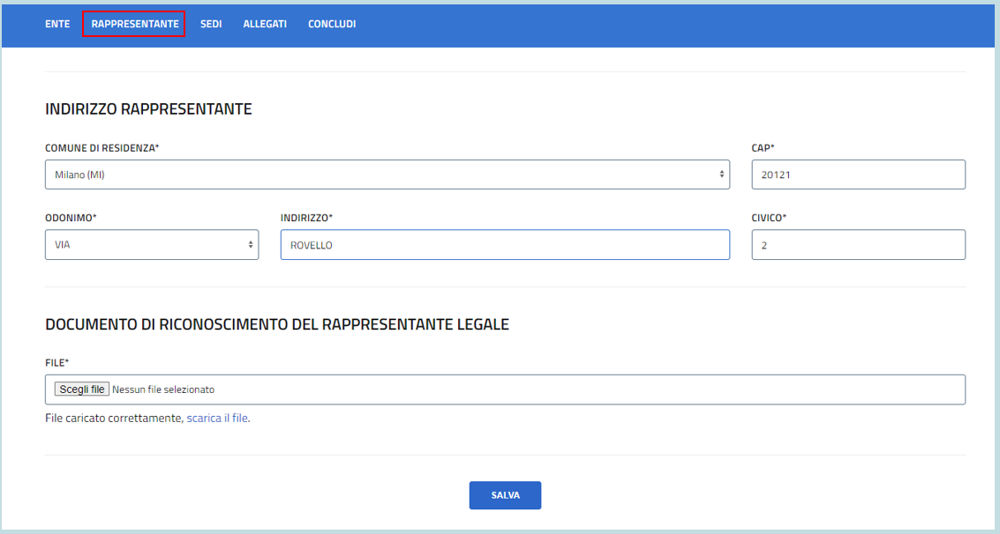 ENTE RAPPRESENTANTE SEDI ALLEGATI CONCLUDI
INDIRIZZO RAPPRESENTANTE
COMUNE DI RESIDENZA* CAP*
Milano (MI) 20121
ODONIMO* INDIRIZZO* CIVICO*
VIA ROVELLO 2
DOCUMENTO DI RICONOSCIMENTO DEL RAPPRESENTANTE LEGALE
FILE*
Scegli file Nessun file selezionato
File caricato correttamente, scarica il file.
SALVA